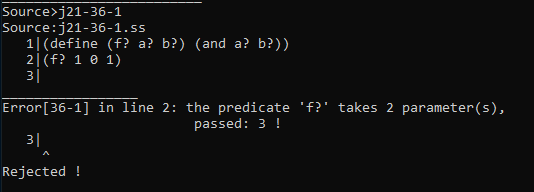 Source>j21-36-1
Source:j21-36-1.ss
1|(define (f? a? b?) (and a? b?))
2|(f? 1 0 1)
3|
Error[36-1] in line 2: the predicate 'f?' takes 2 parameter(s),
passed: 3 !
3|
^
Rejected !